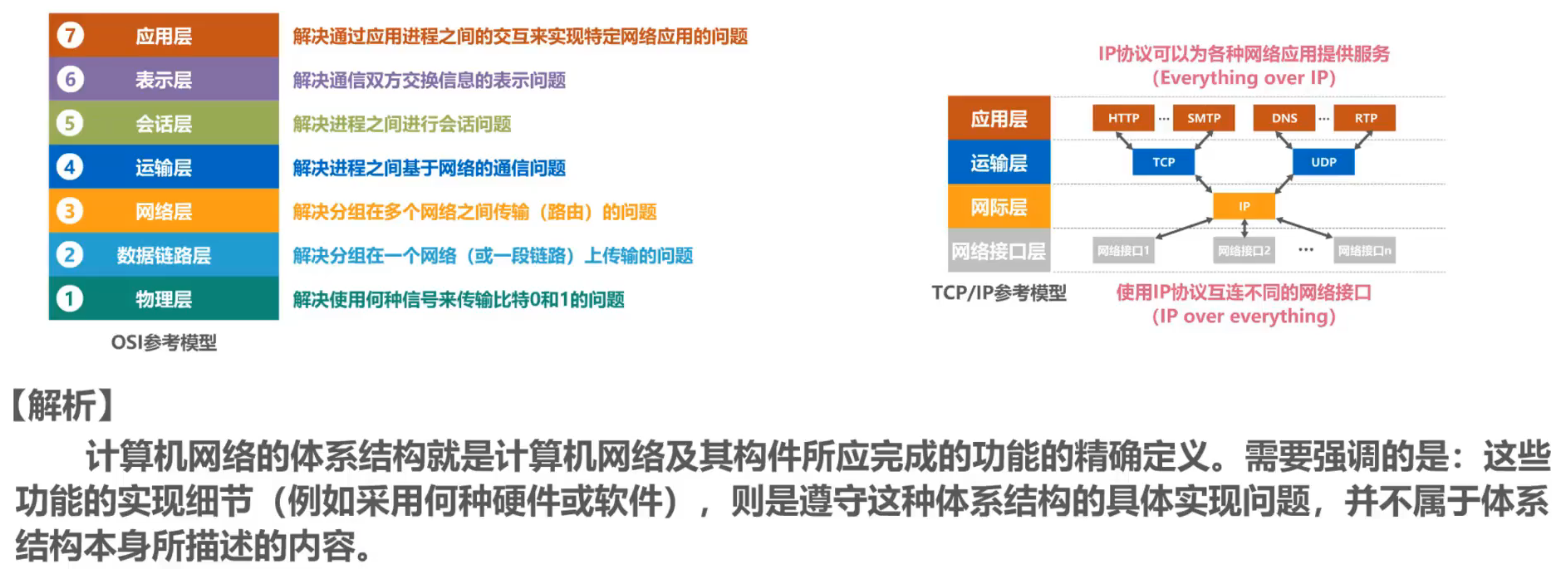 7 应用层 解决通过应用进程之间的交互来实现特定网络应用的问题
6 表示层 解决通信双方交换信息的表示问题
5 会话层 解决进程之间进行会话问题
4 运输层 解决进程之间基于网络的通信问题
3 网络层 解决分组在多个网络之间传输（路由）的问题
2 数据链路层 解决分组在一个网络（或一段链路）上传输的问题
1 物理层 解决使用何种信号来传输比特0和1的问题
OSI参考模型
IP协议可以为各种网络应用提供服务
（Everything over IP）
应用层 HTTP ··· SMTP DNS ··· RTP
运输层 TCP UDP
网际层 IP
网络接口层 网络接口1 网络接口2 ··· 网络接口n
TCP/IP参考模型
使用IP协议互连不同的网络接口
（IP over everything）
【解析】
计算机网络的体系结构就是计算机网络及其构件所应完成的功能的精确定义。需要强调的是：这些
功能的实现细节（例如采用何种硬件或软件），则是遵守这种体系结构的具体实现问题，并不属于体系
结构本身所描述的内容。